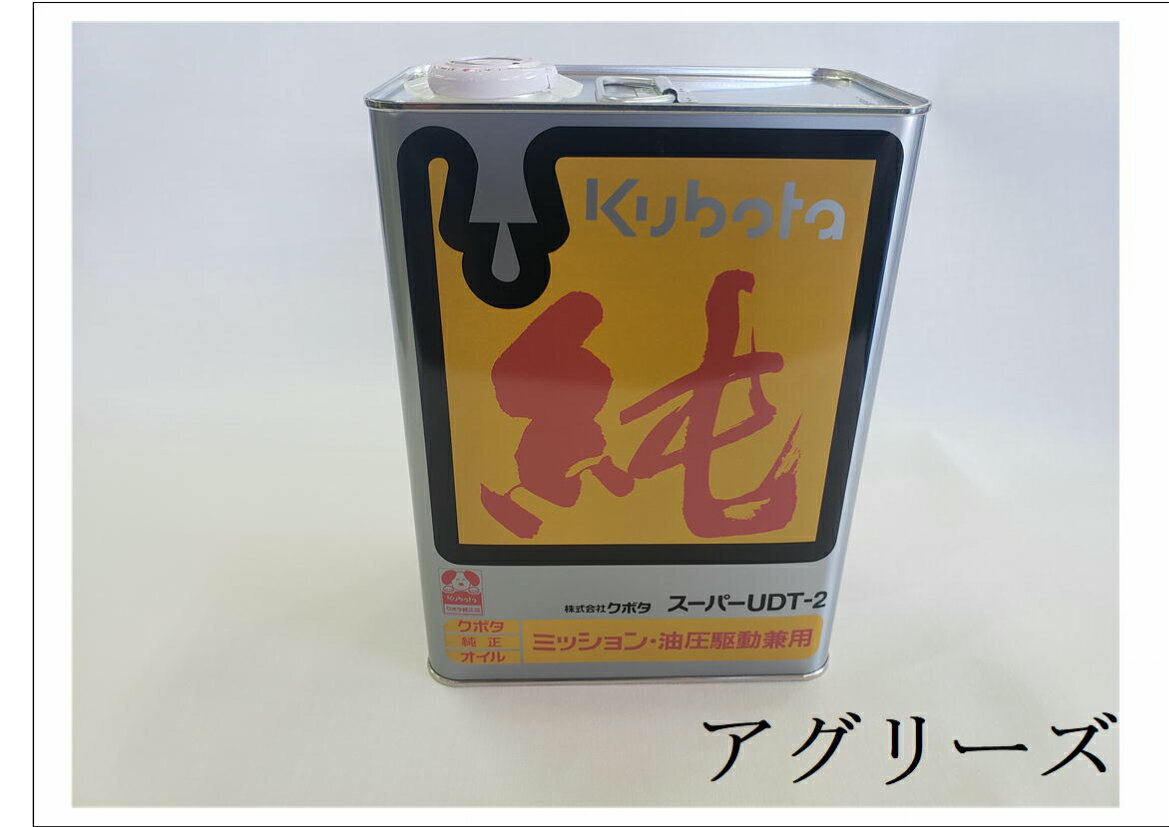 Kubota
純
Kubota
株式会社クボタ スーパーUDT-2
クボタ
純正
オイル
ミッション・油圧駆動兼用
アグリーズ